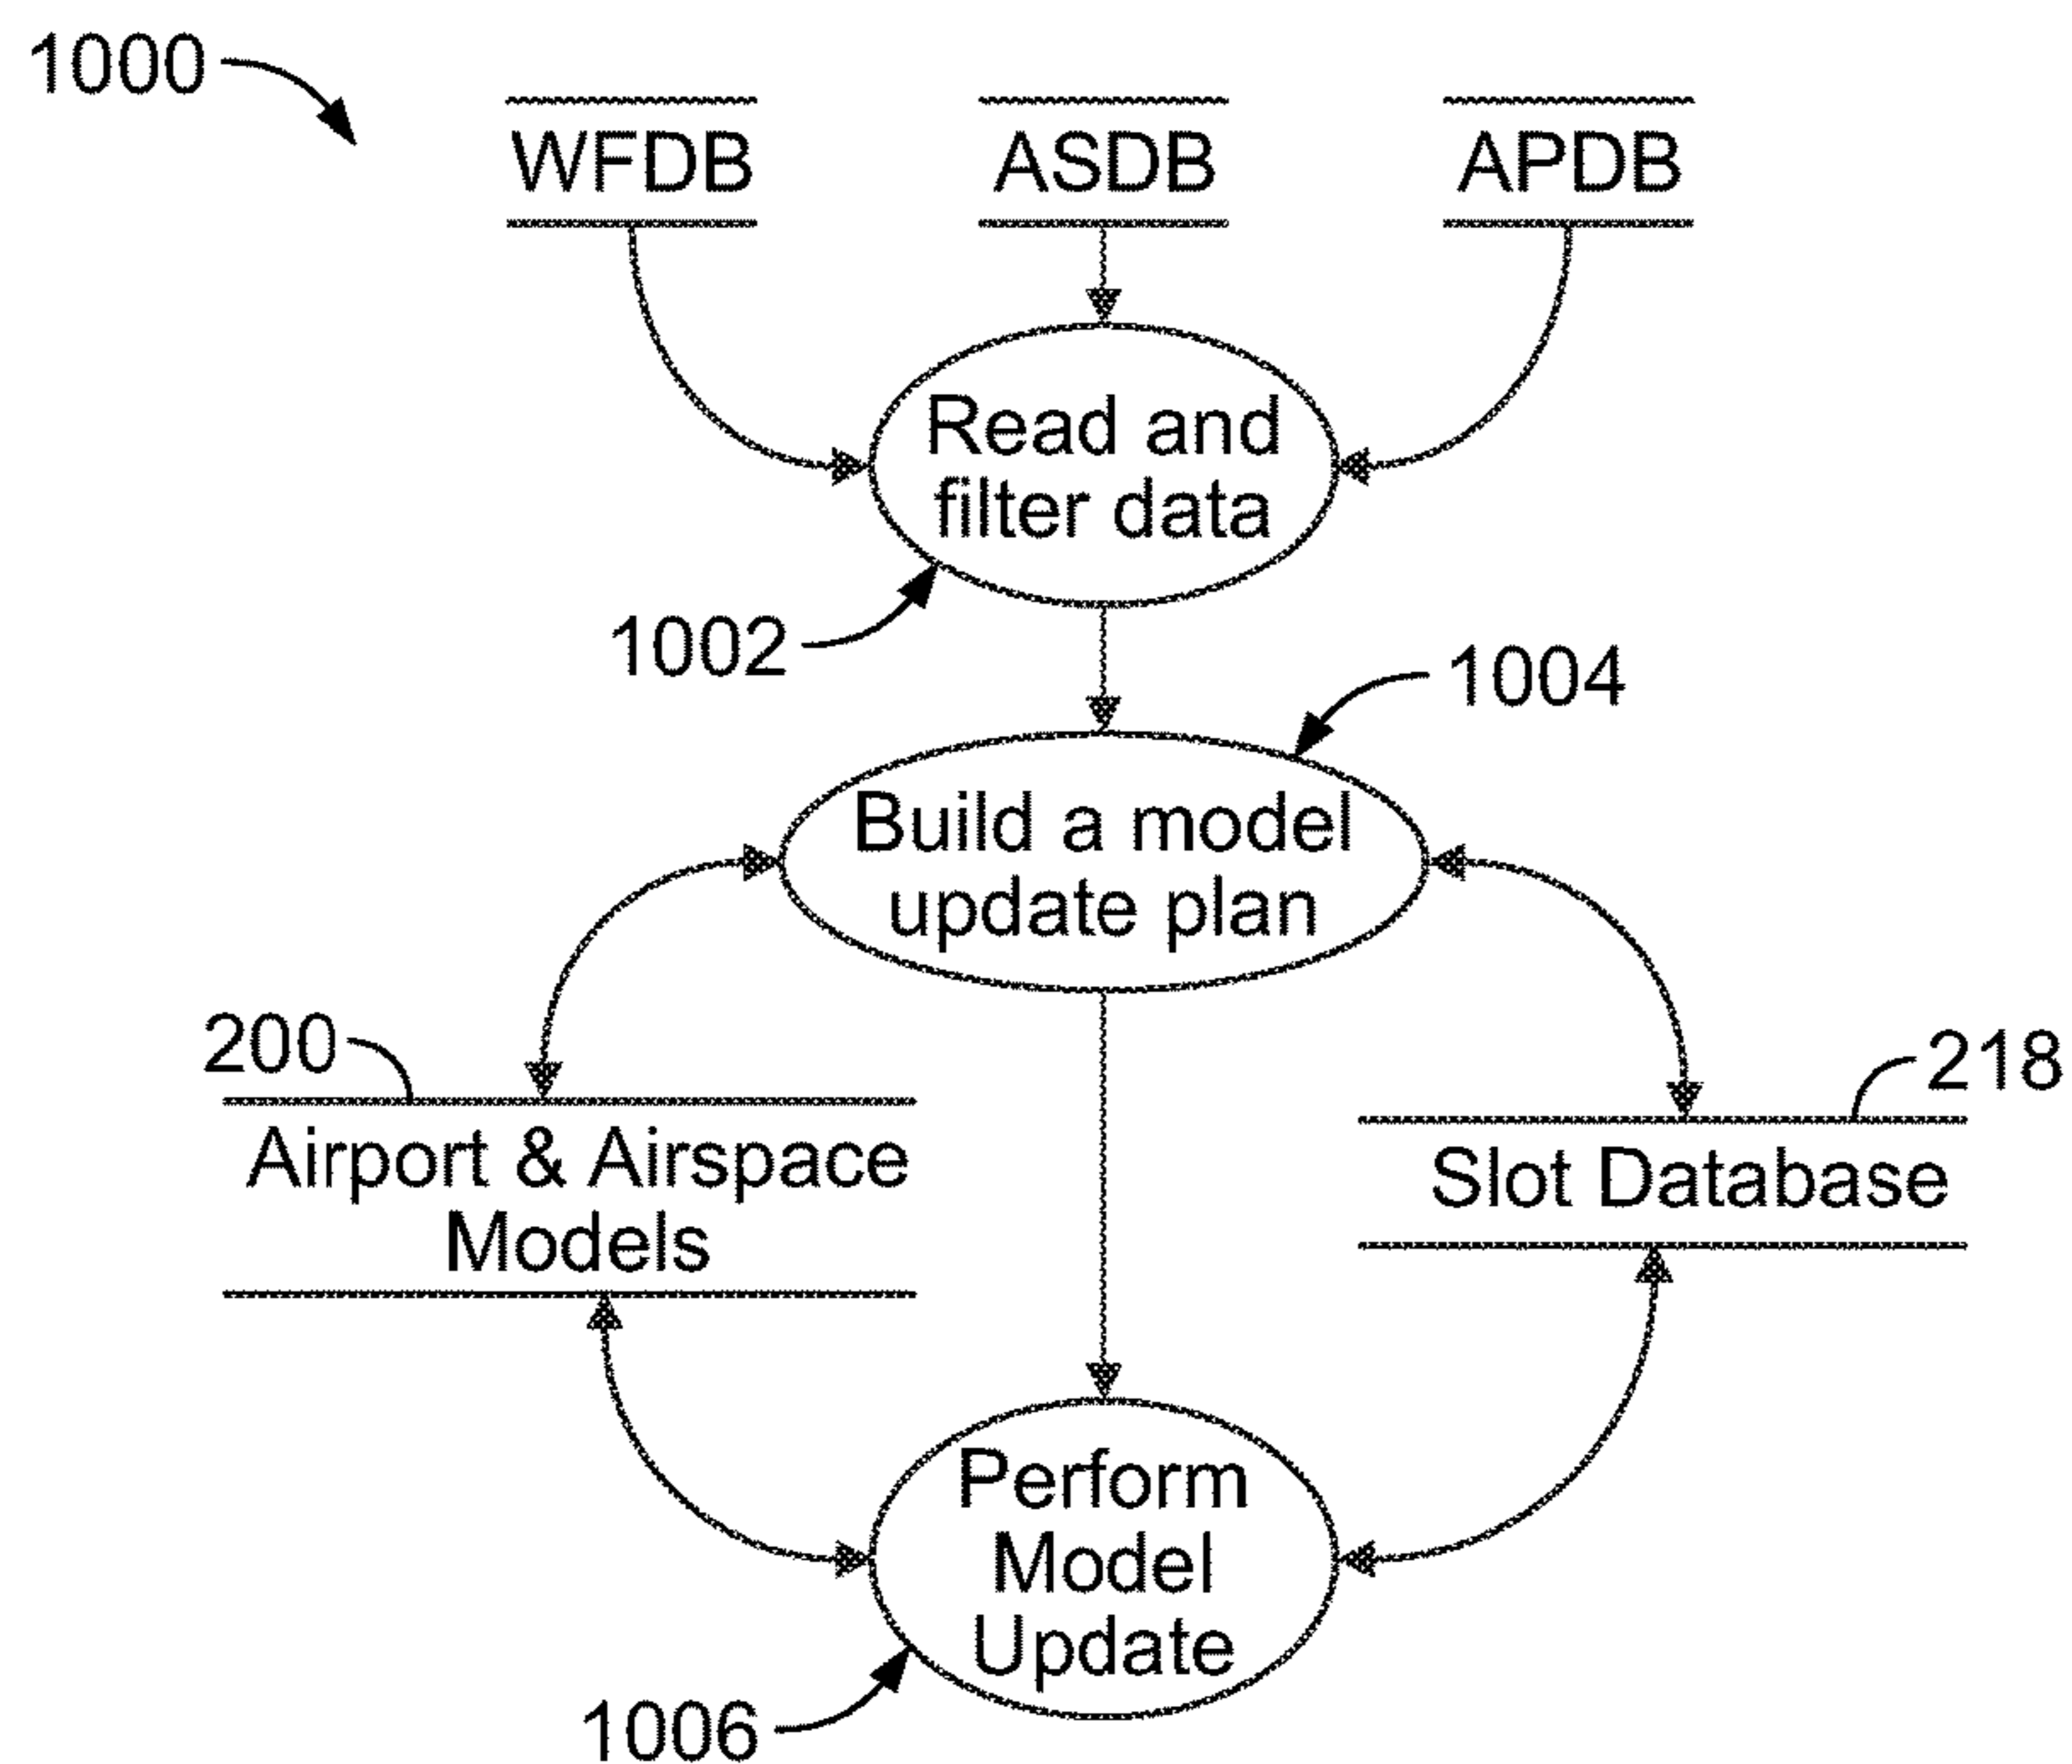 1000
WFDB
ASDB
APDB
Read and
filter data
1002
1004
Build a model
update plan
200
218
Airport & Airspace
Models
Slot Database
Perform
Model
Update
1006